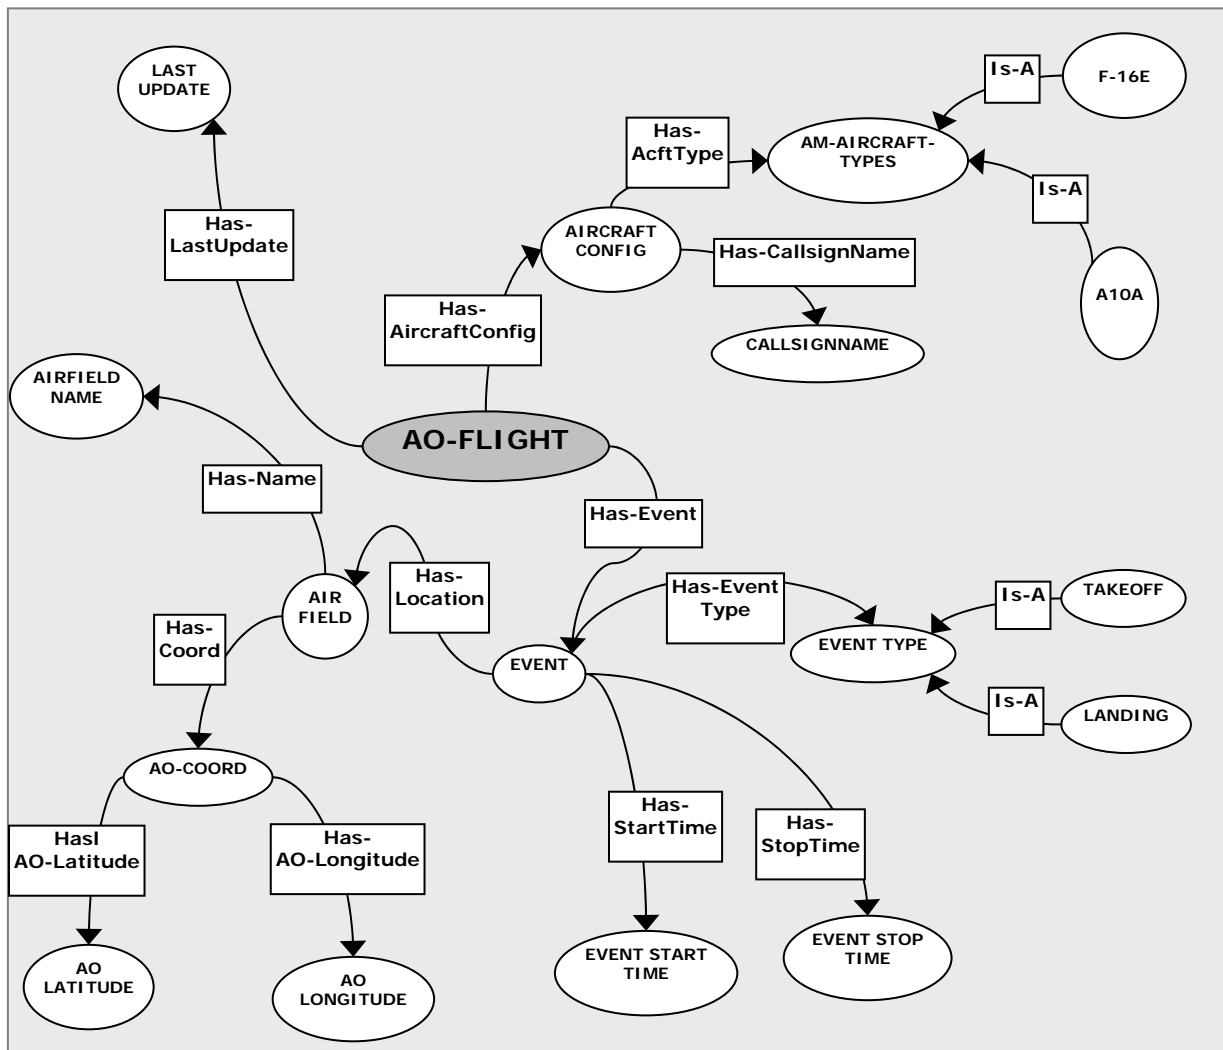 LAST
UPDATE
Is-A
F-16E
Has-
AcftType
AM-AIRCRAFT-
TYPES
Is-A
Has-
LastUpdate
AIRCRAFT
CONFIG
Has-CallsignName
A10A
Has-
AircraftConfig
CALLSIGNNAME
AIRFIELD
NAME
AO-FLIGHT
Has-Name
Has-Event
Has-
Location
Has-Event
Type
Is-A
TAKEOFF
AIR
FIELD
Has-
Coord
EVENT
EVENT TYPE
Is-A
LANDING
AO-COORD
HasI
AO-Latitude
Has-
AO-Longitude
Has-
StartTime
Has-
StopTime
AO
LATITUDE
AO
LONGITUDE
EVENT START
TIME
EVENT STOP
TIME